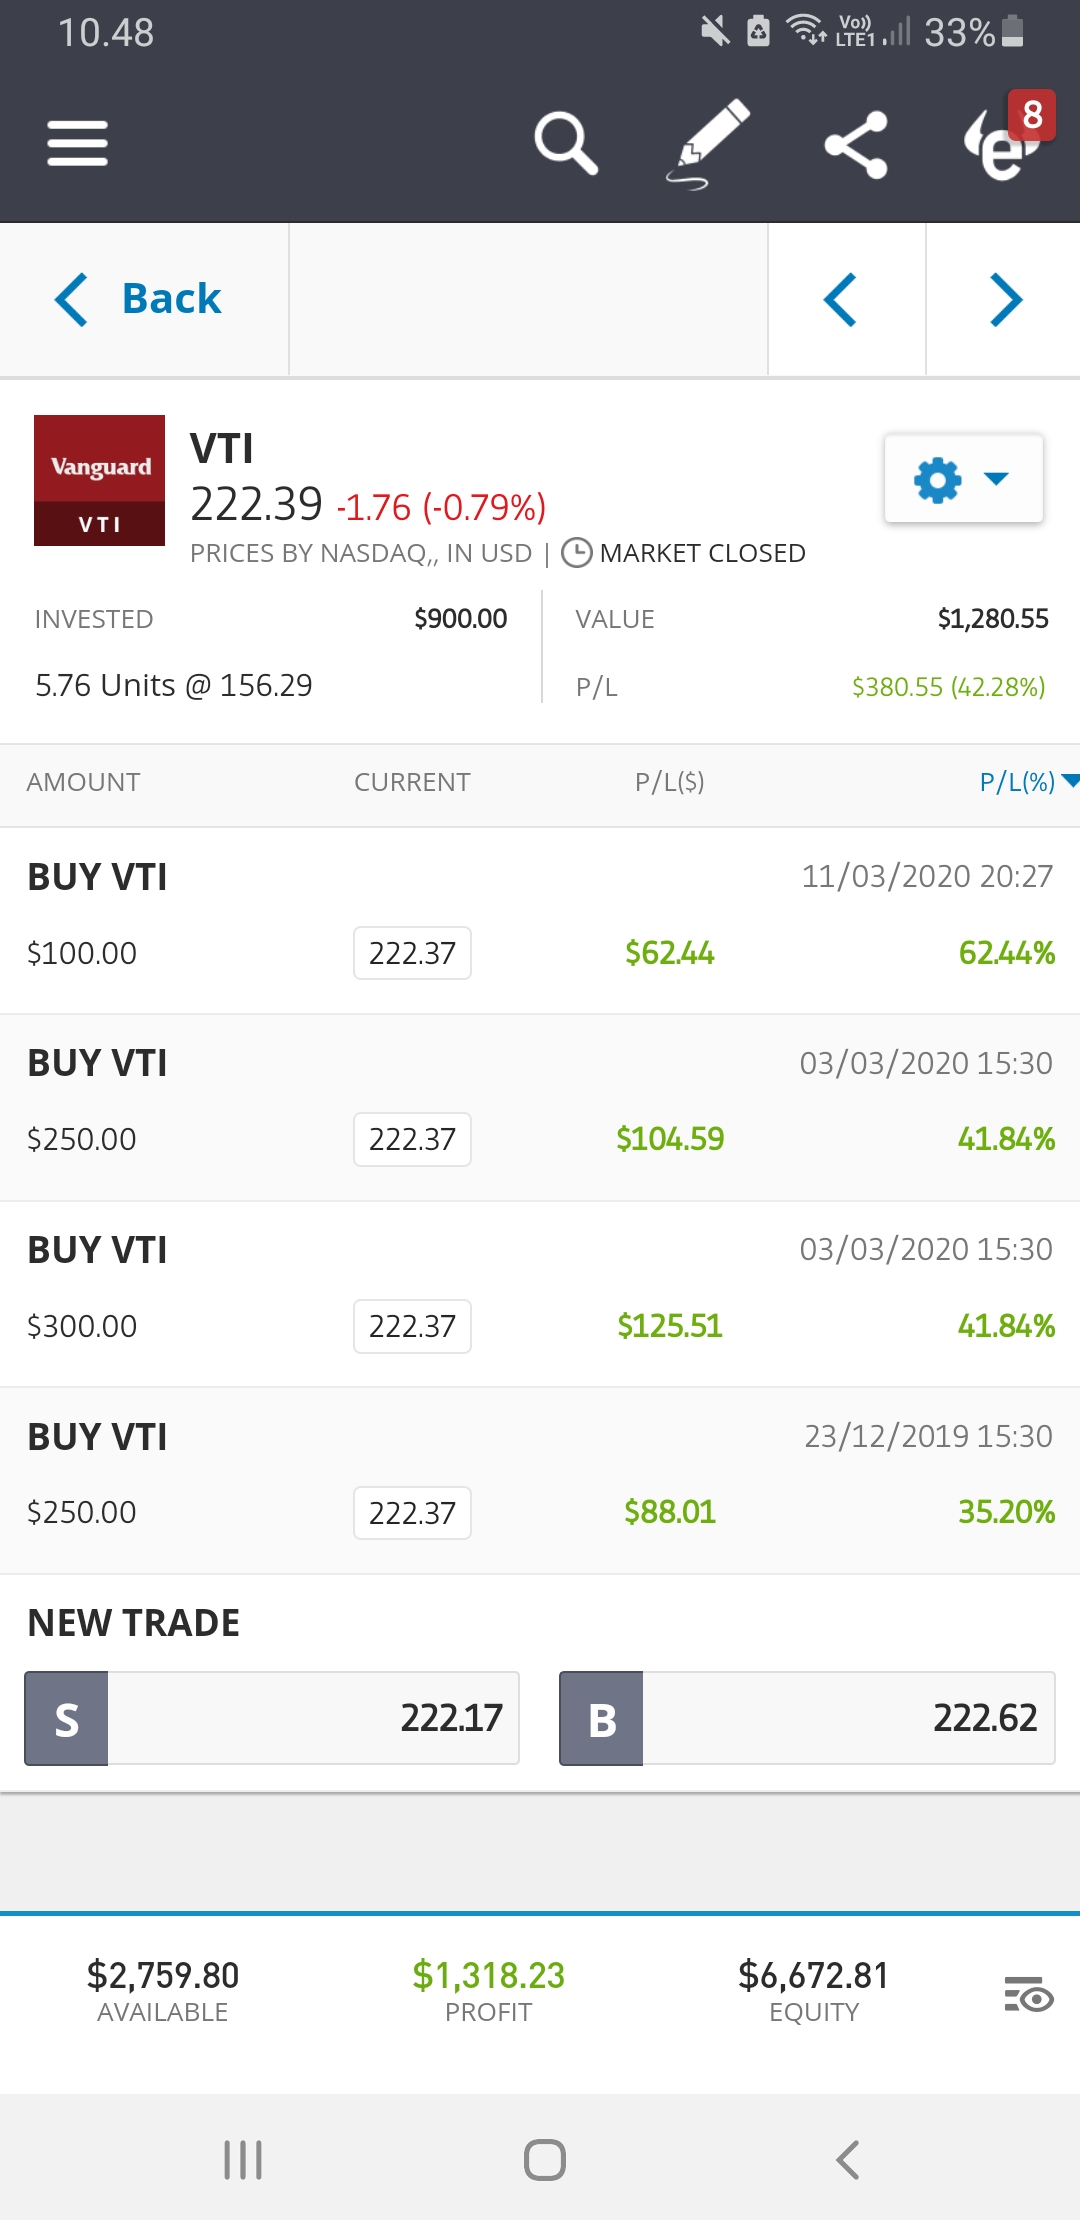 10.48
Vo)) LTE1 33%
8
Back
Vanguard
VTI
VTI
222.39 -1.76 (-0.79%)
PRICES BY NASDAQ,, IN USD | MARKET CLOSED
INVESTED $900.00 VALUE $1,280.55
5.76 Units @ 156.29 P/L $380.55 (42.28%)
AMOUNT CURRENT P/L($) P/L(%)
BUY VTI 11/03/2020 20:27
$100.00 222.37 $62.44 62.44%
BUY VTI 03/03/2020 15:30
$250.00 222.37 $104.59 41.84%
BUY VTI 03/03/2020 15:30
$300.00 222.37 $125.51 41.84%
BUY VTI 23/12/2019 15:30
$250.00 222.37 $88.01 35.20%
NEW TRADE
S 222.17 B 222.62
$2,759.80 $1,318.23 $6,672.81
AVAILABLE PROFIT EQUITY